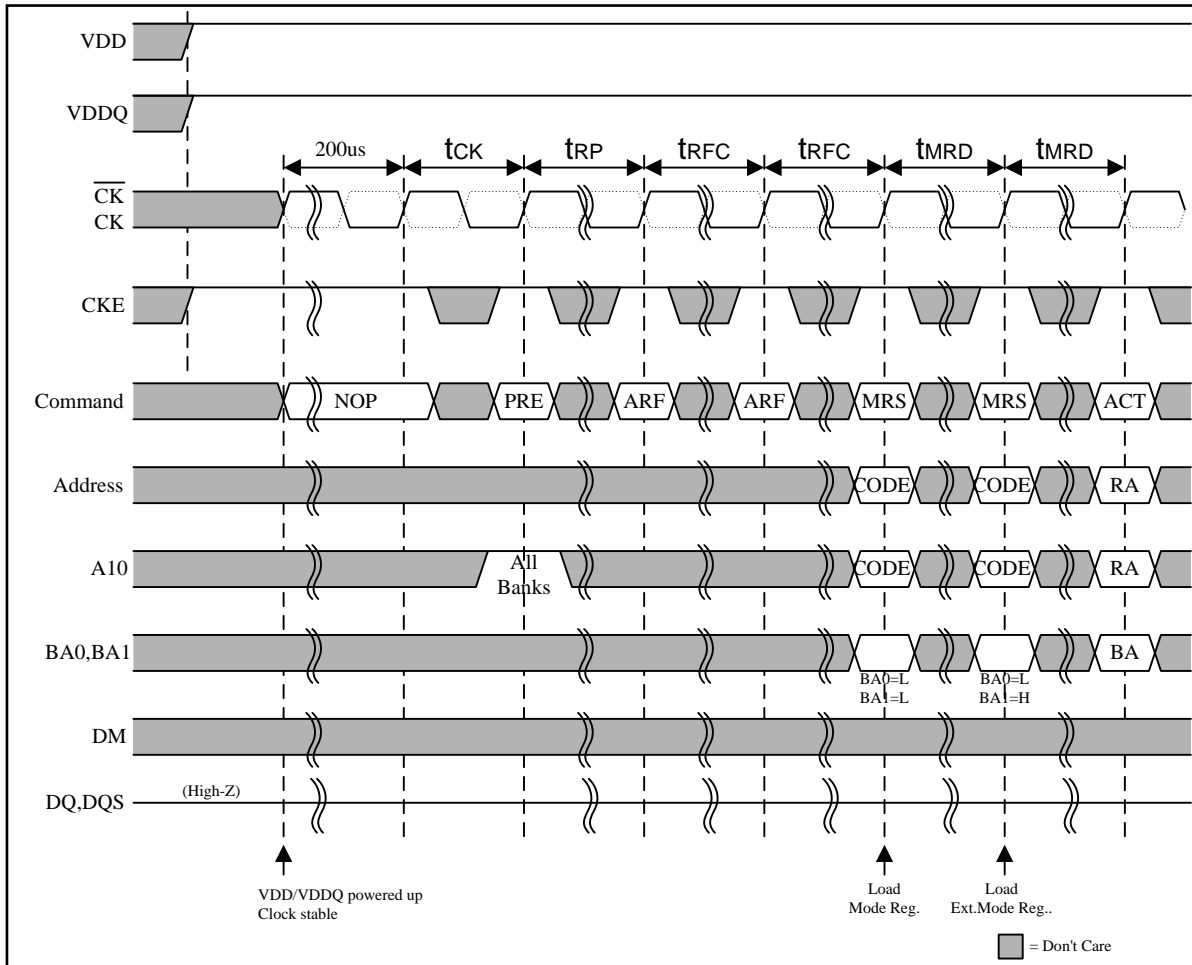 VDD
VDDQ
200us tCK tRP tRFC tRFC tMRD tMRD
CK
CK
CKE
Command NOP PRE ARF ARF MRS MRS ACT
Address CODE CODE RA
A10 All Banks CODE CODE RA
BA0,BA1 BA
BA0=L BA0=L
BA1=L BA1=H
DM
DQ,DQS (High-Z)
VDD/VDDQ powered up
Clock stable
Load
Mode Reg.
Load
Ext.Mode Reg..
= Don't Care